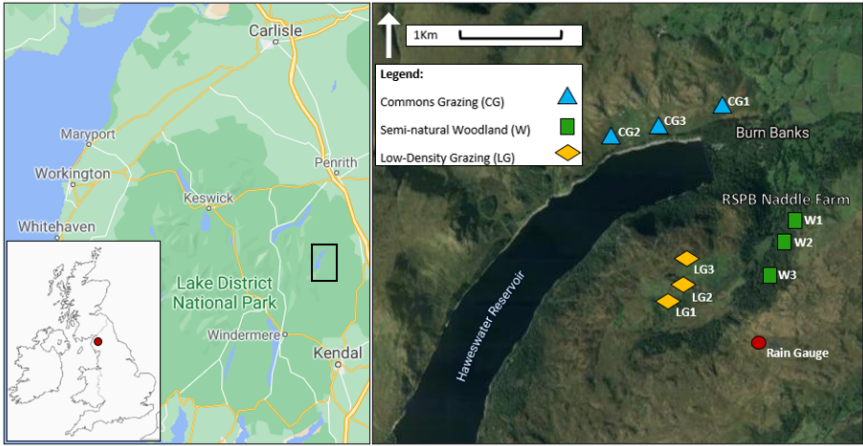 Carlisle
Maryport
Workington
Penrith
Keswick
Whitehaven
Lake District
National Park
Windermere
Kendal
1Km
Legend:
Commons Grazing (CG)
Semi-natural Woodland (W)
Low-Density Grazing (LG)
CG1
CG3
CG2
Burn Banks
RSPB Naddle Farm
W1
W2
W3
LG3
LG2
LG1
Haweswater Reservoir
Rain Gauge